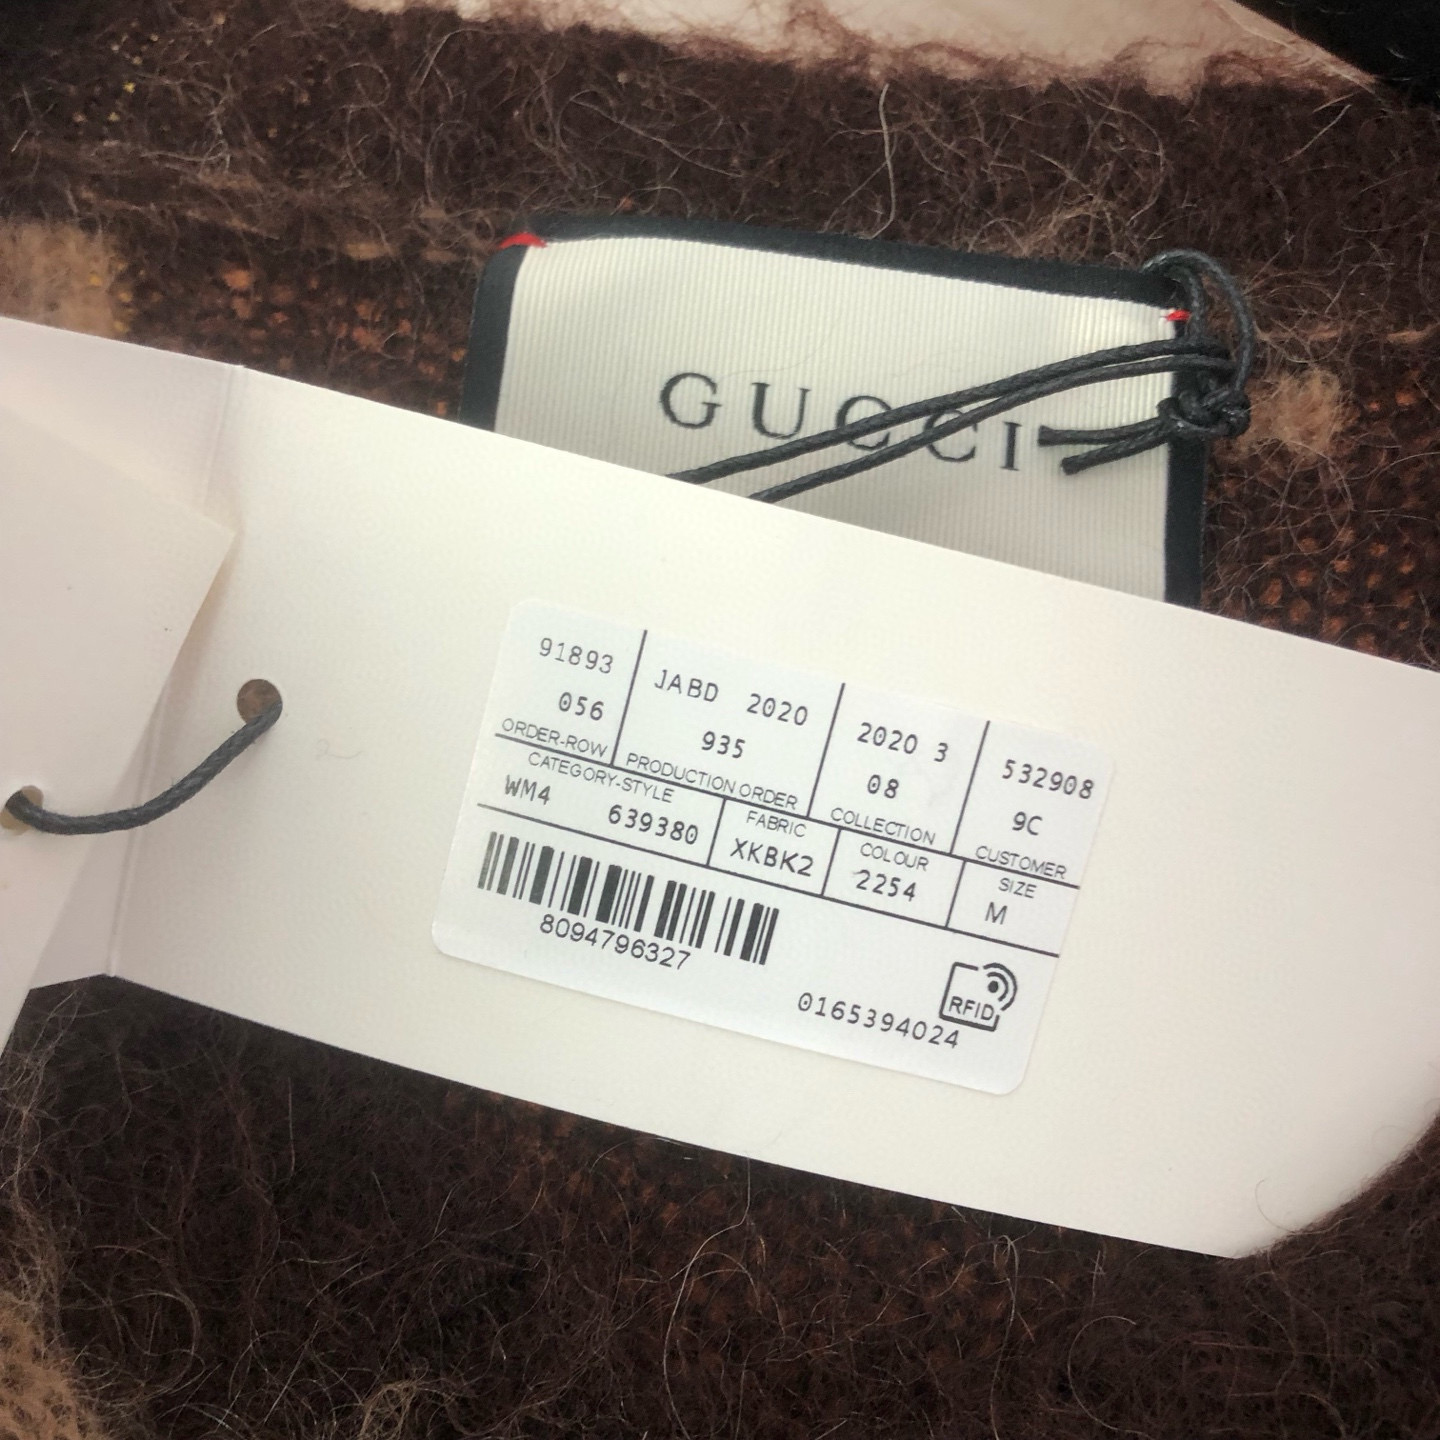 GUCCI
91893
056
ORDER-ROW
JABD 2020
935
PRODUCTION ORDER
2020 3
08
COLLECTION
532908
9C
CUSTOMER
CATEGORY-STYLE
WM4 639380
FABRIC
XKBK2
COLOUR
2254
SIZE
M
8094796327
RFID
0165394024